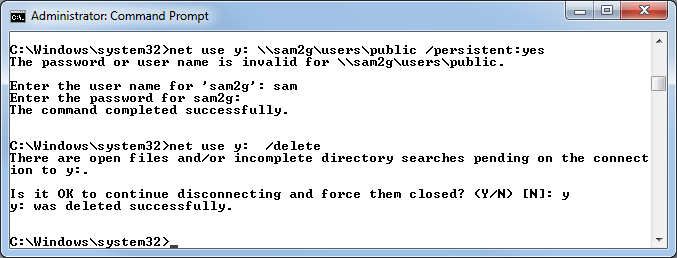 Administrator: Command Prompt
C:\Windows\system32>net use y: \\sam2g\users\public /persistent:yes
The password or user name is invalid for \\sam2g\users\public.
Enter the user name for 'sam2g': sam
Enter the password for sam2g:
The command completed successfully.
C:\Windows\system32>net use y:  /delete
There are open files and/or incomplete directory searches pending on the connect
ion to y:.
Is it OK to continue disconnecting and force them closed? (Y/N) [N]: y
y: was deleted successfully.
C:\Windows\system32>_